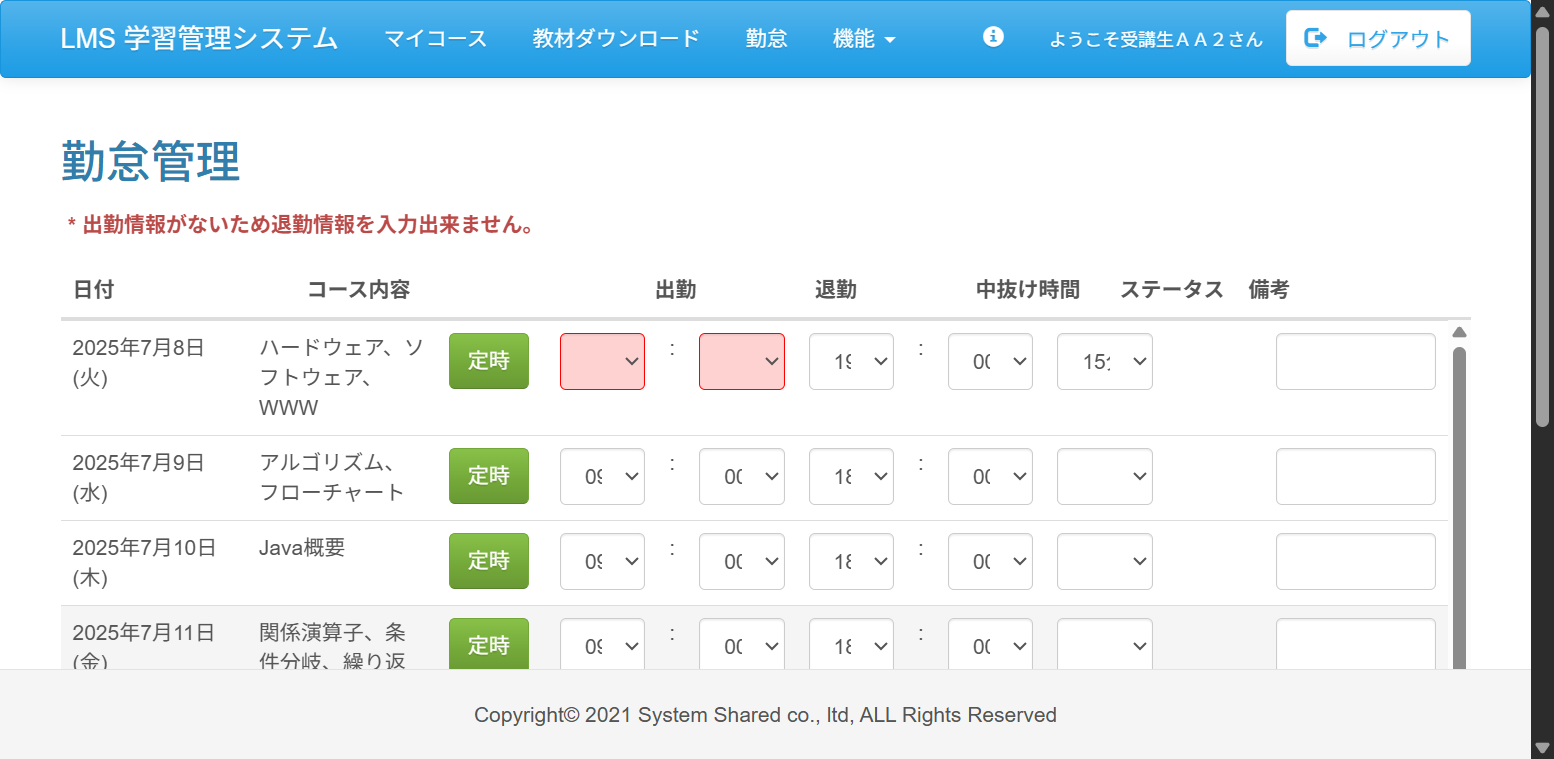 LMS 学習管理システム マイコース 教材ダウンロード 勤怠 機能 ようこそ受講生ＡＡ２さん ログアウト
勤怠管理
* 出勤情報がないため退勤情報を入力出来ません。
日付 コース内容 出勤 退勤 中抜け時間 ステータス 備考
2025年7月8日
(火)
ハードウェア、ソ
フトウェア、
WWW
定時 : 19 : 00 15
2025年7月9日
(水)
アルゴリズム、
フローチャート
定時 09 : 00 18 : 00
2025年7月10日
(木)
Java概要
定時 09 : 00 18 : 00
2025年7月11日
(金)
関係演算子、条
件分岐、繰り返
定時 09 : 00 18 : 00
Copyright© 2021 System Shared co., ltd, ALL Rights Reserved